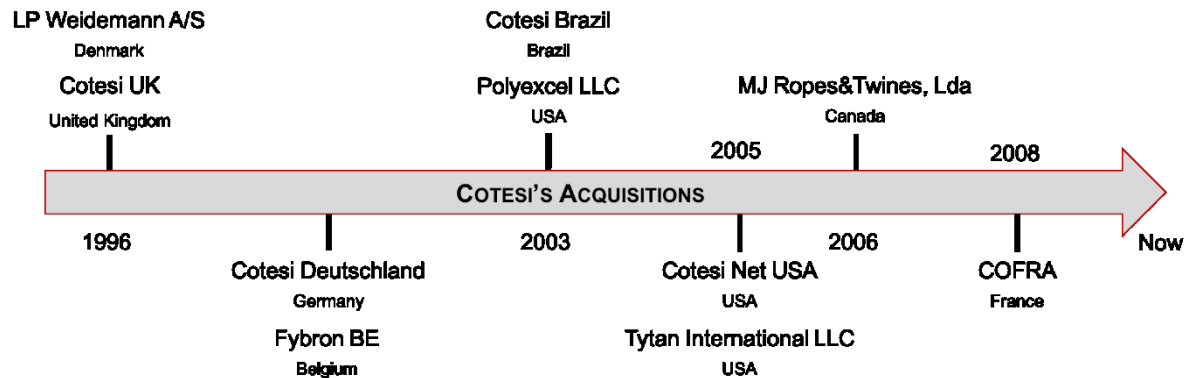 LP Weidemann A/S
Denmark
Cotesi UK
United Kingdom
Cotesi Brazil
Brazil
Polyexcel LLC
USA
MJ Ropes&Twines, Lda
Canada
2005
2008
COTESI'S ACQUISITIONS
1996
2003
2006
Now
Cotesi Deutschland
Germany
Fybron BE
Belgium
Cotesi Net USA
USA
Tytan International LLC
USA
COFRA
France